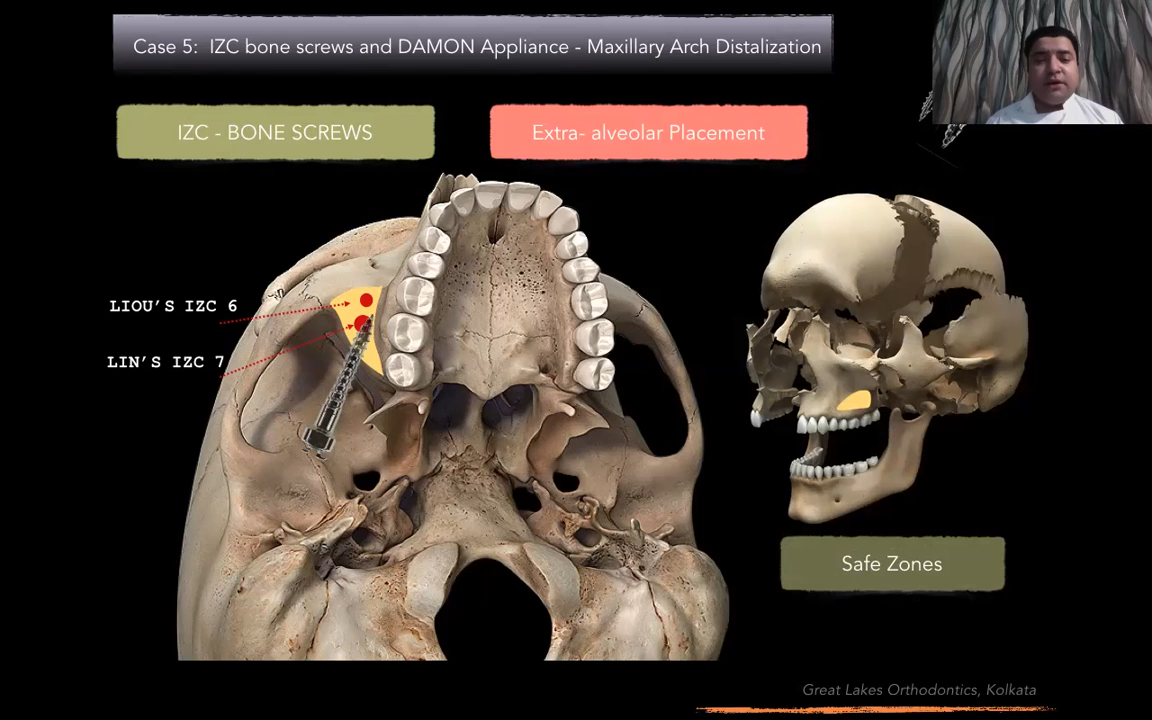 Case 5: IZC bone screws and DAMON Appliance - Maxillary Arch Distalization
IZC - BONE SCREWS
Extra- alveolar Placement
LIOU'S IZC 6
LIN'S IZC 7
Safe Zones
Great Lakes Orthodontics, Kolkata